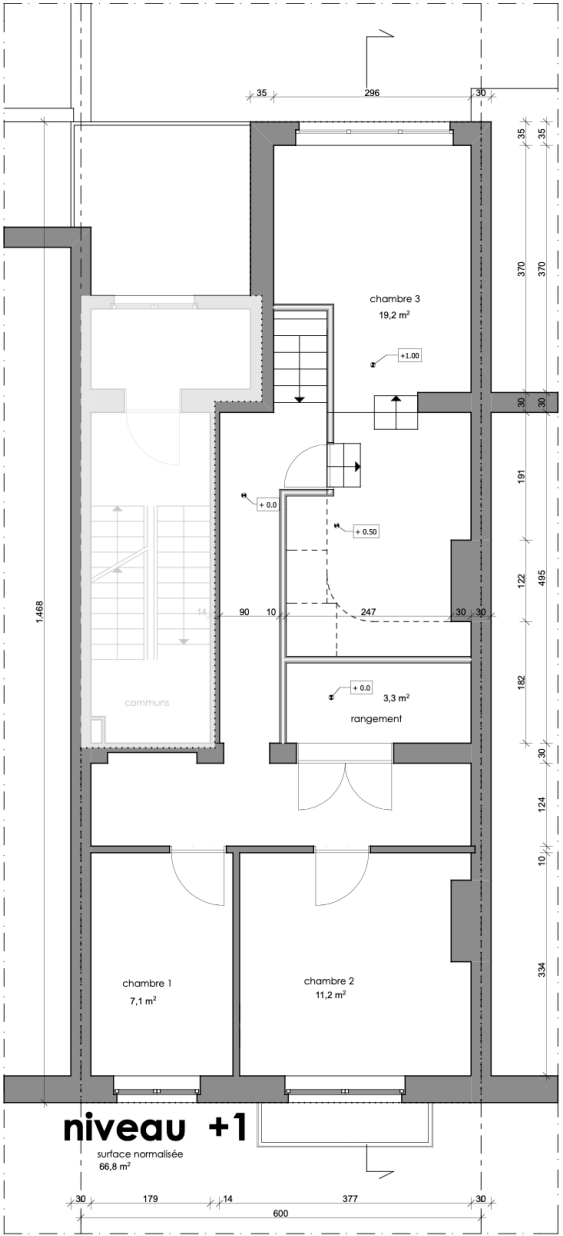 35 296 30
35 35
370 370
chambre 3
19,2 m²
+1.00
30 30
191
+ 0.0
+ 0.50
122 495
1.468
14 90 10 247 30 30
182
communs
+ 0.0
3,3 m²
rangement
30
124
10
chambre 1
7,1 m²
chambre 2
11,2 m²
334
niveau +1
surface normalisée
66,8 m²
30 179 14 377 30
600